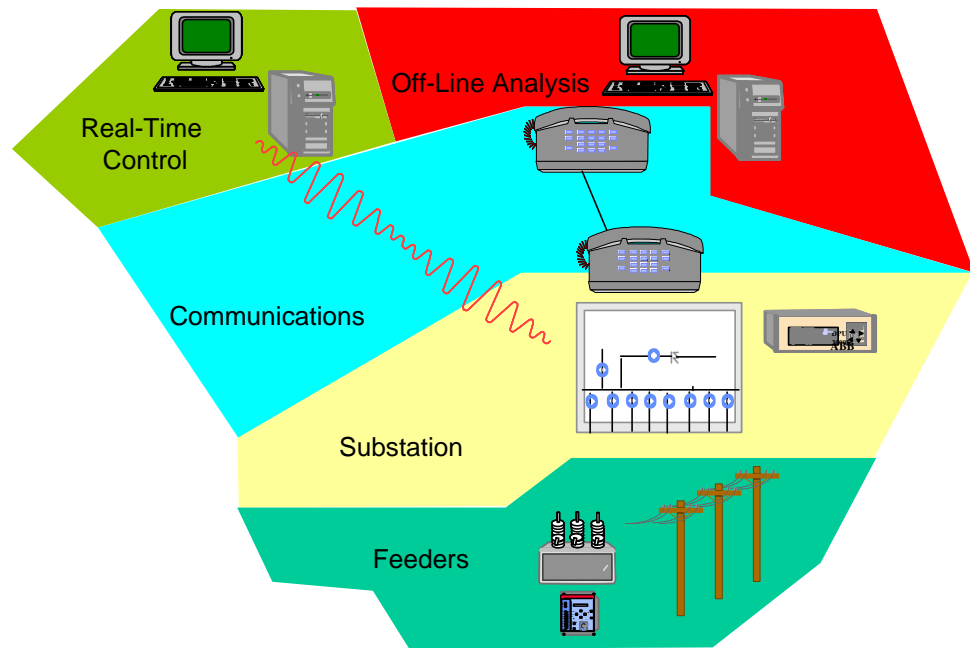 Off-Line Analysis
Real-Time
Control
Communications
ABB
Substation
Feeders